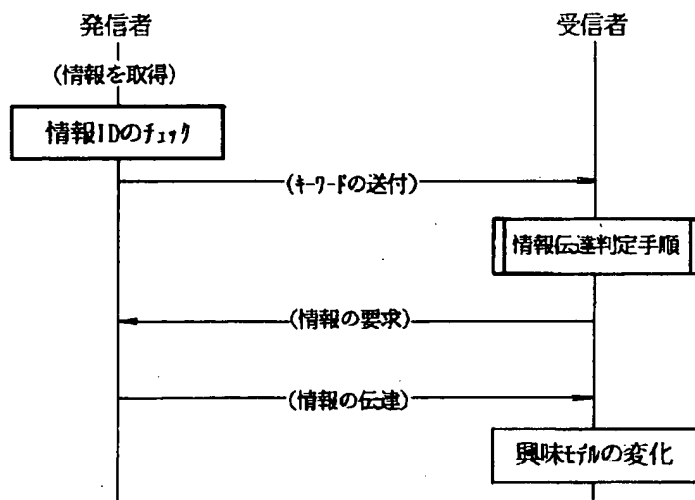 発信者
受信者
(情報を取得)
情報IDのチェック
(キーワードの送付)
情報伝達判定手順
(情報の要求)
(情報の伝達)
興味モデルの変化